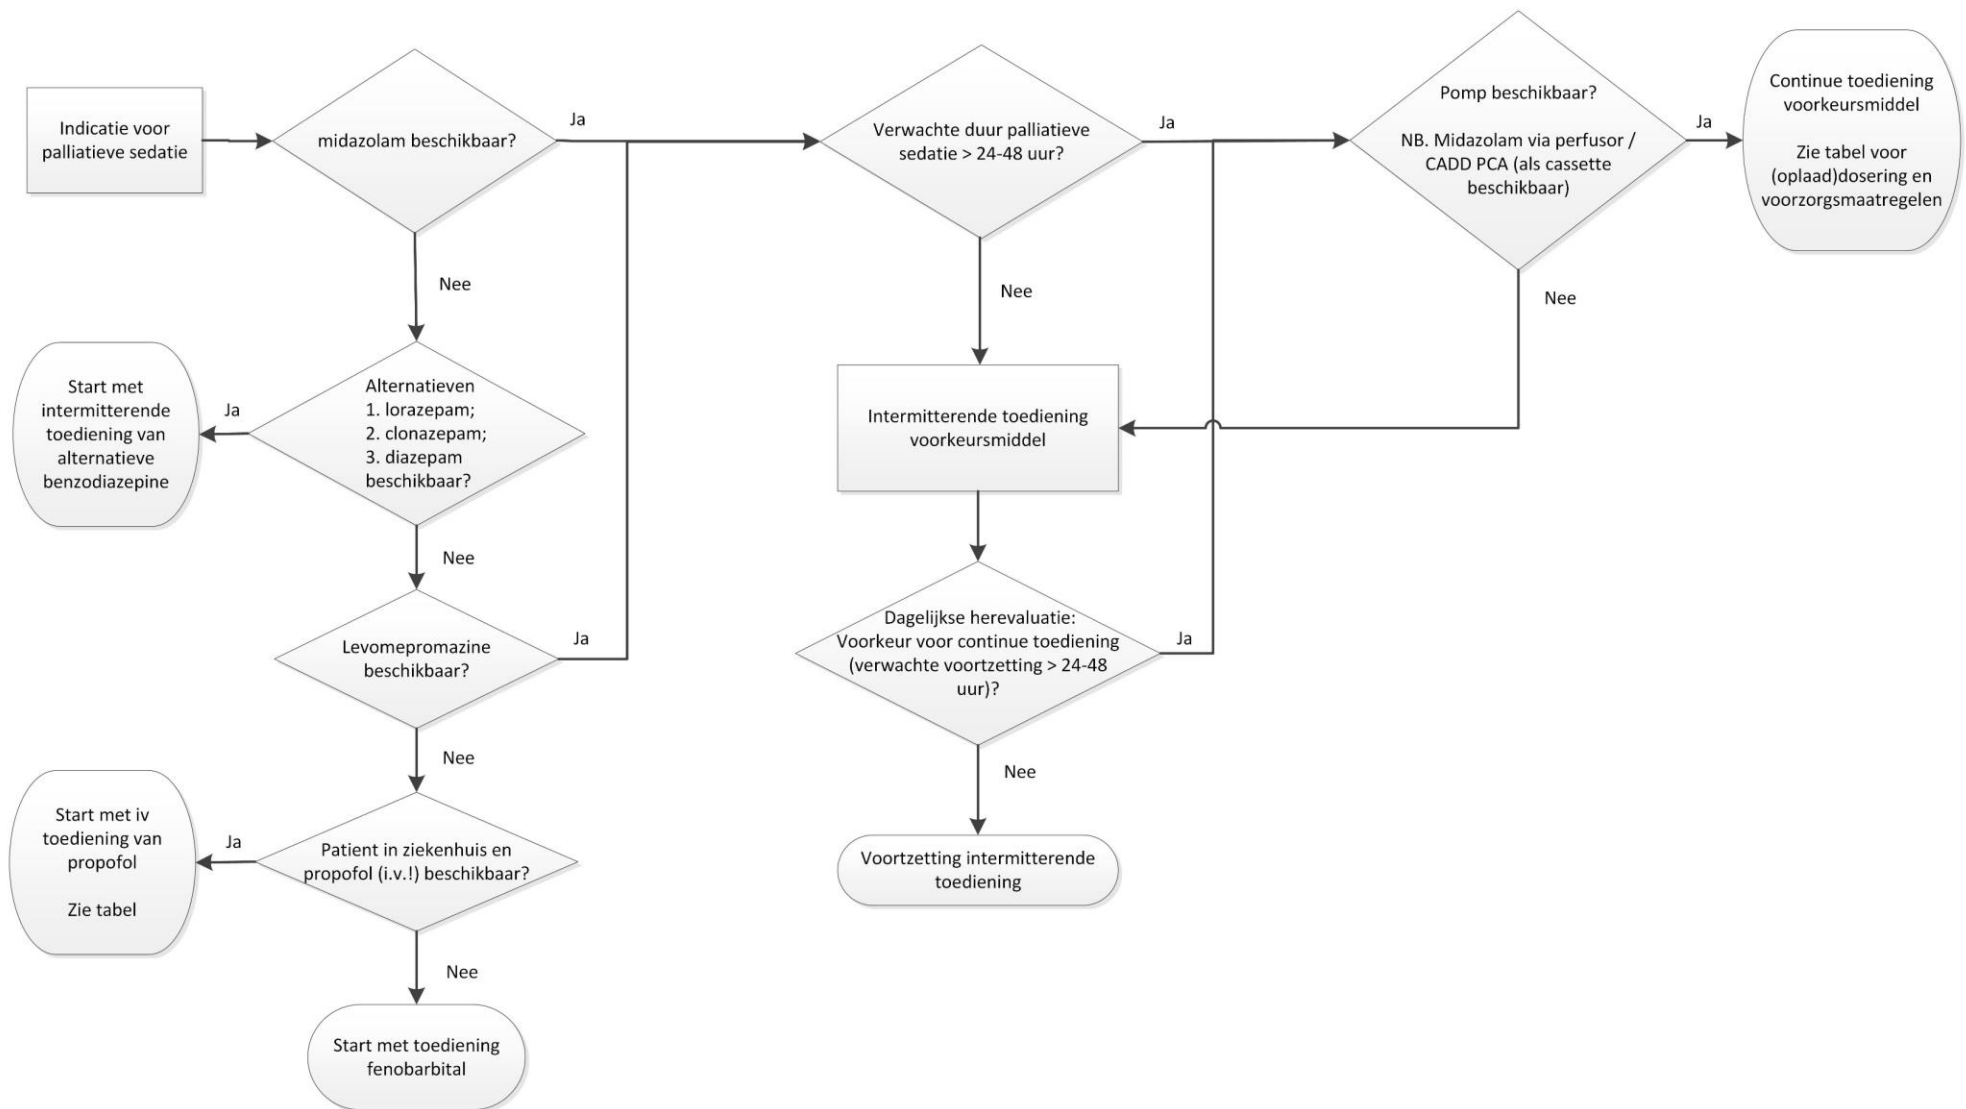 Indicatie voor
palliatieve sedatie
midazolam beschikbaar?
Ja
Nee
Verwachte duur palliatieve
sedatie > 24-48 uur?
Ja
Nee
Pomp beschikbaar?
NB. Midazolam via perfusor /
CADD PCA (als cassette
beschikbaar)
Ja
Nee
Continue toediening
voorkeursmiddel
Zie tabel voor
(oplaad)dosering en
voorzorgsmaatregelen
Start met
intermitterende
toediening van
alternatieve
benzodiazepine
Ja
Alternatieven
1. lorazepam;
2. clonazepam;
3. diazepam
beschikbaar?
Nee
Intermitterende toediening
voorkeursmiddel
Levomepromazine
beschikbaar?
Ja
Nee
Dagelijkse herevaluatie:
Voorkeur voor continue toediening
(verwachte voortzetting > 24-48
uur)?
Ja
Nee
Start met iv
toediening van
propofol
Zie tabel
Ja
Patient in ziekenhuis en
propofol (i.v.!) beschikbaar?
Nee
Voortzetting intermitterende
toediening
Start met toediening
fenobarbital